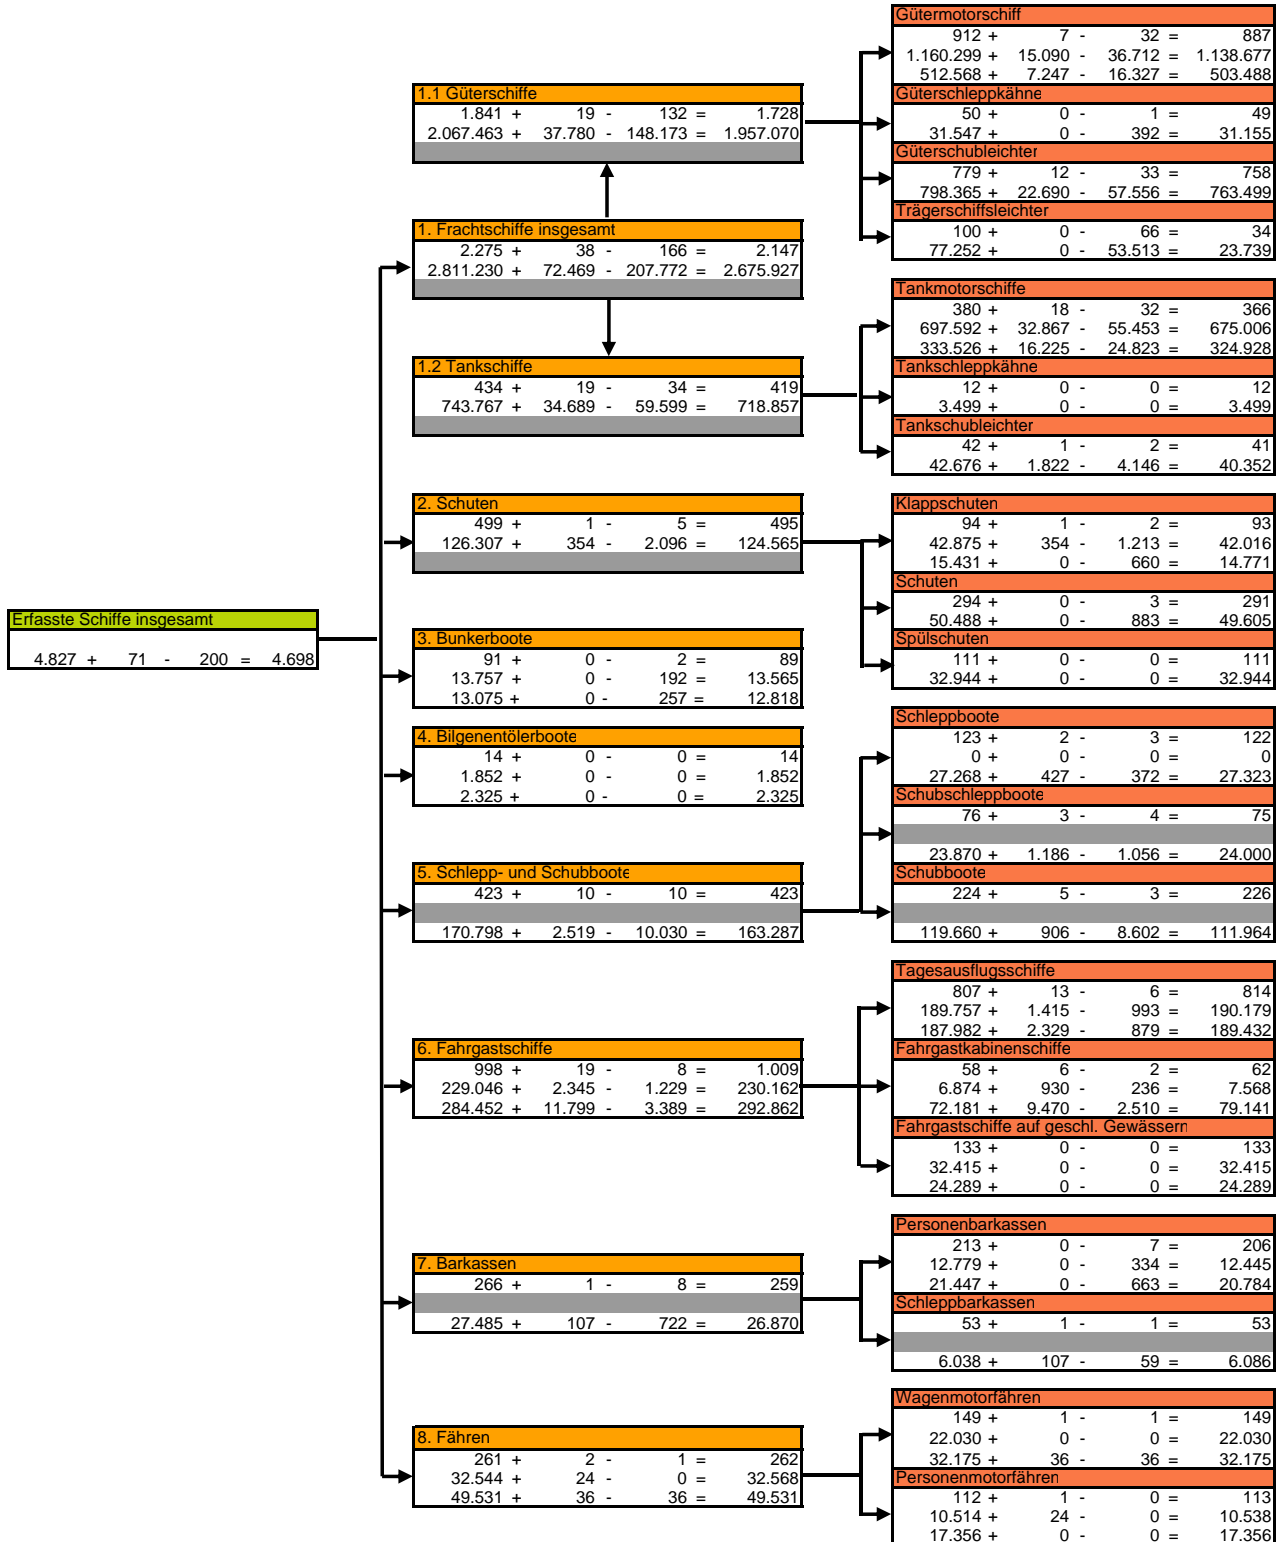 Erfasste Schiffe insgesamt
4.827 + 71 - 200 = 4.698
1.1 Güterschiffe
1.841 + 19 - 132 = 1.728
2.067.463 + 37.780 - 148.173 = 1.957.070
1. Frachtschiffe insgesamt
2.275 + 38 - 166 = 2.147
2.811.230 + 72.469 - 207.772 = 2.675.927
1.2 Tankschiffe
434 + 19 - 34 = 419
743.767 + 34.689 - 59.599 = 718.857
2. Schuten
499 + 1 - 5 = 495
126.307 + 354 - 2.096 = 124.565
3. Bunkerboote
91 + 0 - 2 = 89
13.757 + 0 - 192 = 13.565
13.075 + 0 - 257 = 12.818
4. Bilgenentölerboote
14 + 0 - 0 = 14
1.852 + 0 - 0 = 1.852
2.325 + 0 - 0 = 2.325
5. Schlepp- und Schubboote
423 + 10 - 10 = 423
170.798 + 2.519 - 10.030 = 163.287
6. Fahrgastschiffe
998 + 19 - 8 = 1.009
229.046 + 2.345 - 1.229 = 230.162
284.452 + 11.799 - 3.389 = 292.862
7. Barkassen
266 + 1 - 8 = 259
27.485 + 107 - 722 = 26.870
8. Fähren
261 + 2 - 1 = 262
32.544 + 24 - 0 = 32.568
49.531 + 36 - 36 = 49.531
Gütermotorschiff
912 + 7 - 32 = 887
1.160.299 + 15.090 - 36.712 = 1.138.677
512.568 + 7.247 - 16.327 = 503.488
Güterschleppkähne
50 + 0 - 1 = 49
31.547 + 0 - 392 = 31.155
Güterschubleichter
779 + 12 - 33 = 758
798.365 + 22.690 - 57.556 = 763.499
Trägerschiffsleichter
100 + 0 - 66 = 34
77.252 + 0 - 53.513 = 23.739
Tankmotorschiffe
380 + 18 - 32 = 366
697.592 + 32.867 - 55.453 = 675.006
333.526 + 16.225 - 24.823 = 324.928
Tankschleppkähne
12 + 0 - 0 = 12
3.499 + 0 - 0 = 3.499
Tankschubleichter
42 + 1 - 2 = 41
42.676 + 1.822 - 4.146 = 40.352
Klappschuten
94 + 1 - 2 = 93
42.875 + 354 - 1.213 = 42.016
15.431 + 0 - 660 = 14.771
Schuten
294 + 0 - 3 = 291
50.488 + 0 - 883 = 49.605
Spülschuten
111 + 0 - 0 = 111
32.944 + 0 - 0 = 32.944
Schleppboote
123 + 2 - 3 = 122
0 + 0 - 0 = 0
27.268 + 427 - 372 = 27.323
Schubschleppboote
76 + 3 - 4 = 75
23.870 + 1.186 - 1.056 = 24.000
Schubboote
224 + 5 - 3 = 226
119.660 + 906 - 8.602 = 111.964
Tagesausflugsschiffe
807 + 13 - 6 = 814
189.757 + 1.415 - 993 = 190.179
187.982 + 2.329 - 879 = 189.432
Fahrgastkabinenschiffe
58 + 6 - 2 = 62
6.874 + 930 - 236 = 7.568
72.181 + 9.470 - 2.510 = 79.141
Fahrgastschiffe auf geschl. Gewässern
133 + 0 - 0 = 133
32.415 + 0 - 0 = 32.415
24.289 + 0 - 0 = 24.289
Personenbarkassen
213 + 0 - 7 = 206
12.779 + 0 - 334 = 12.445
21.447 + 0 - 663 = 20.784
Schleppbarkassen
53 + 1 - 1 = 53
6.038 + 107 - 59 = 6.086
Wagenmotorfähren
149 + 1 - 1 = 149
22.030 + 0 - 0 = 22.030
32.175 + 36 - 36 = 32.175
Personenmotorfähren
112 + 1 - 0 = 113
10.514 + 24 - 0 = 10.538
17.356 + 0 - 0 = 17.356